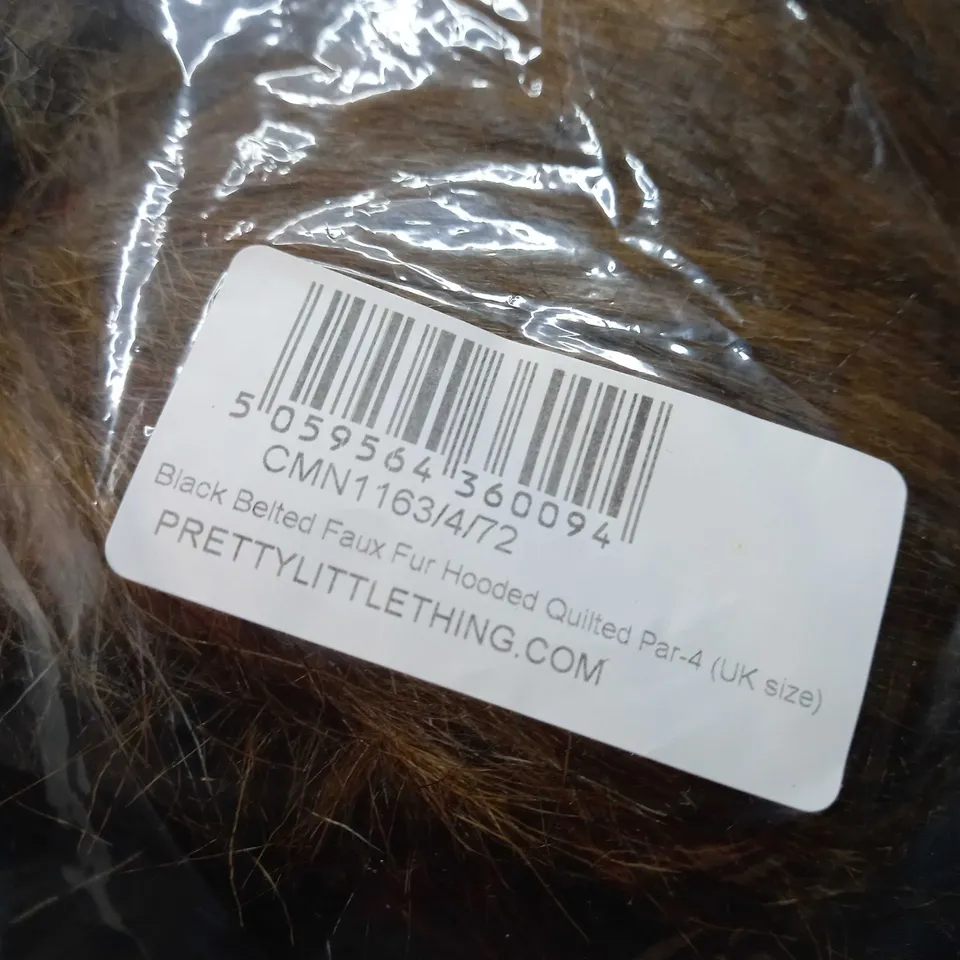 5 059564 360094
CMN1163/4/72
Black Belted Faux Fur Hooded Quilted Par-4 (UK size)
PRETTYLITTLETHING.COM